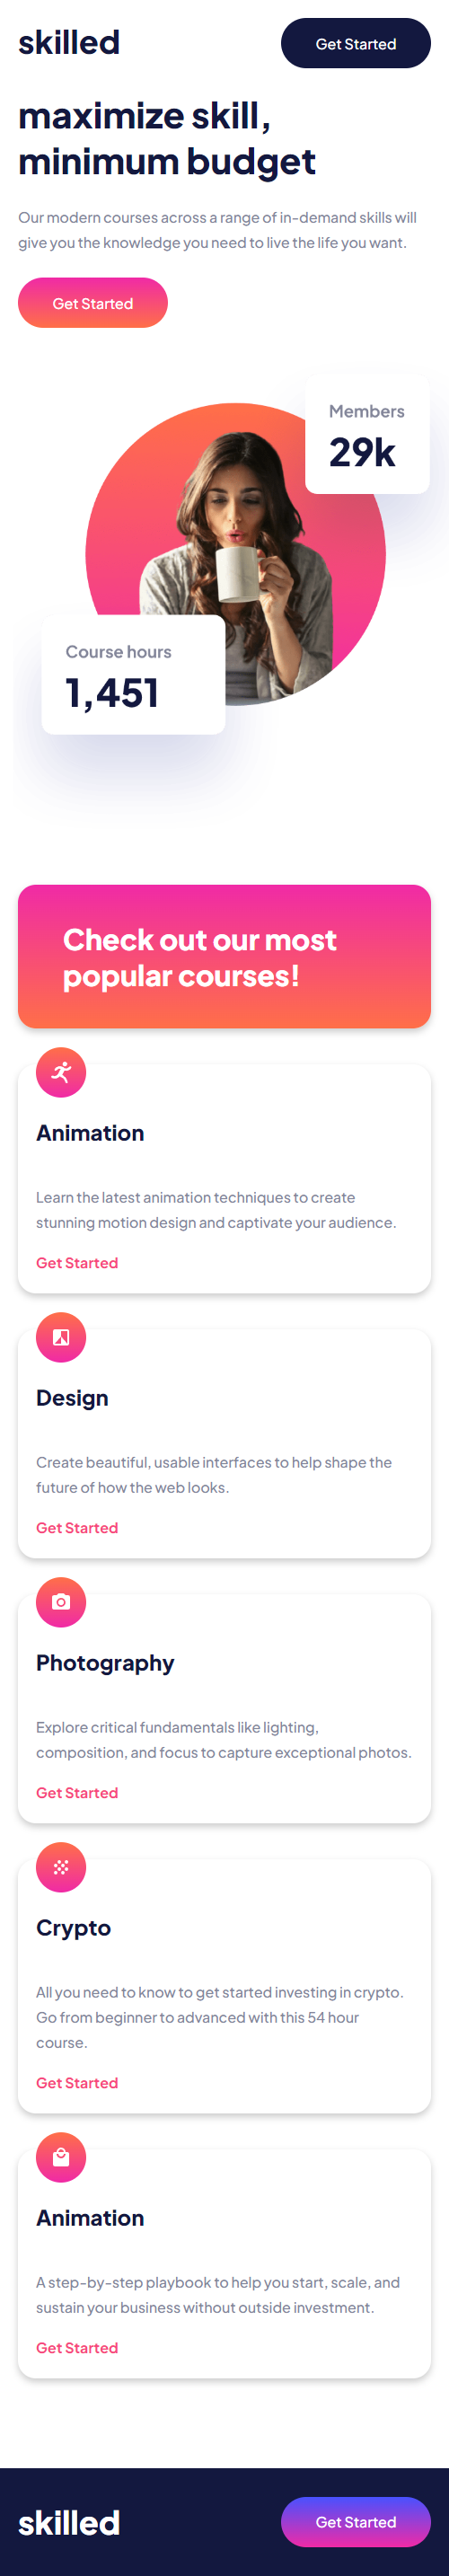 skilled
Get Started
maximize skill,
minimum budget
Our modern courses across a range of in-demand skills will
give you the knowledge you need to live the life you want.
Get Started
Members
29k
Course hours
1,451
Check out our most
popular courses!
Animation
Learn the latest animation techniques to create
stunning motion design and captivate your audience.
Get Started
Design
Create beautiful, usable interfaces to help shape the
future of how the web looks.
Get Started
Photography
Explore critical fundamentals like lighting,
composition, and focus to capture exceptional photos.
Get Started
Crypto
All you need to know to get started investing in crypto.
Go from beginner to advanced with this 54 hour
course.
Get Started
Animation
A step-by-step playbook to help you start, scale, and
sustain your business without outside investment.
Get Started
skilled
Get Started